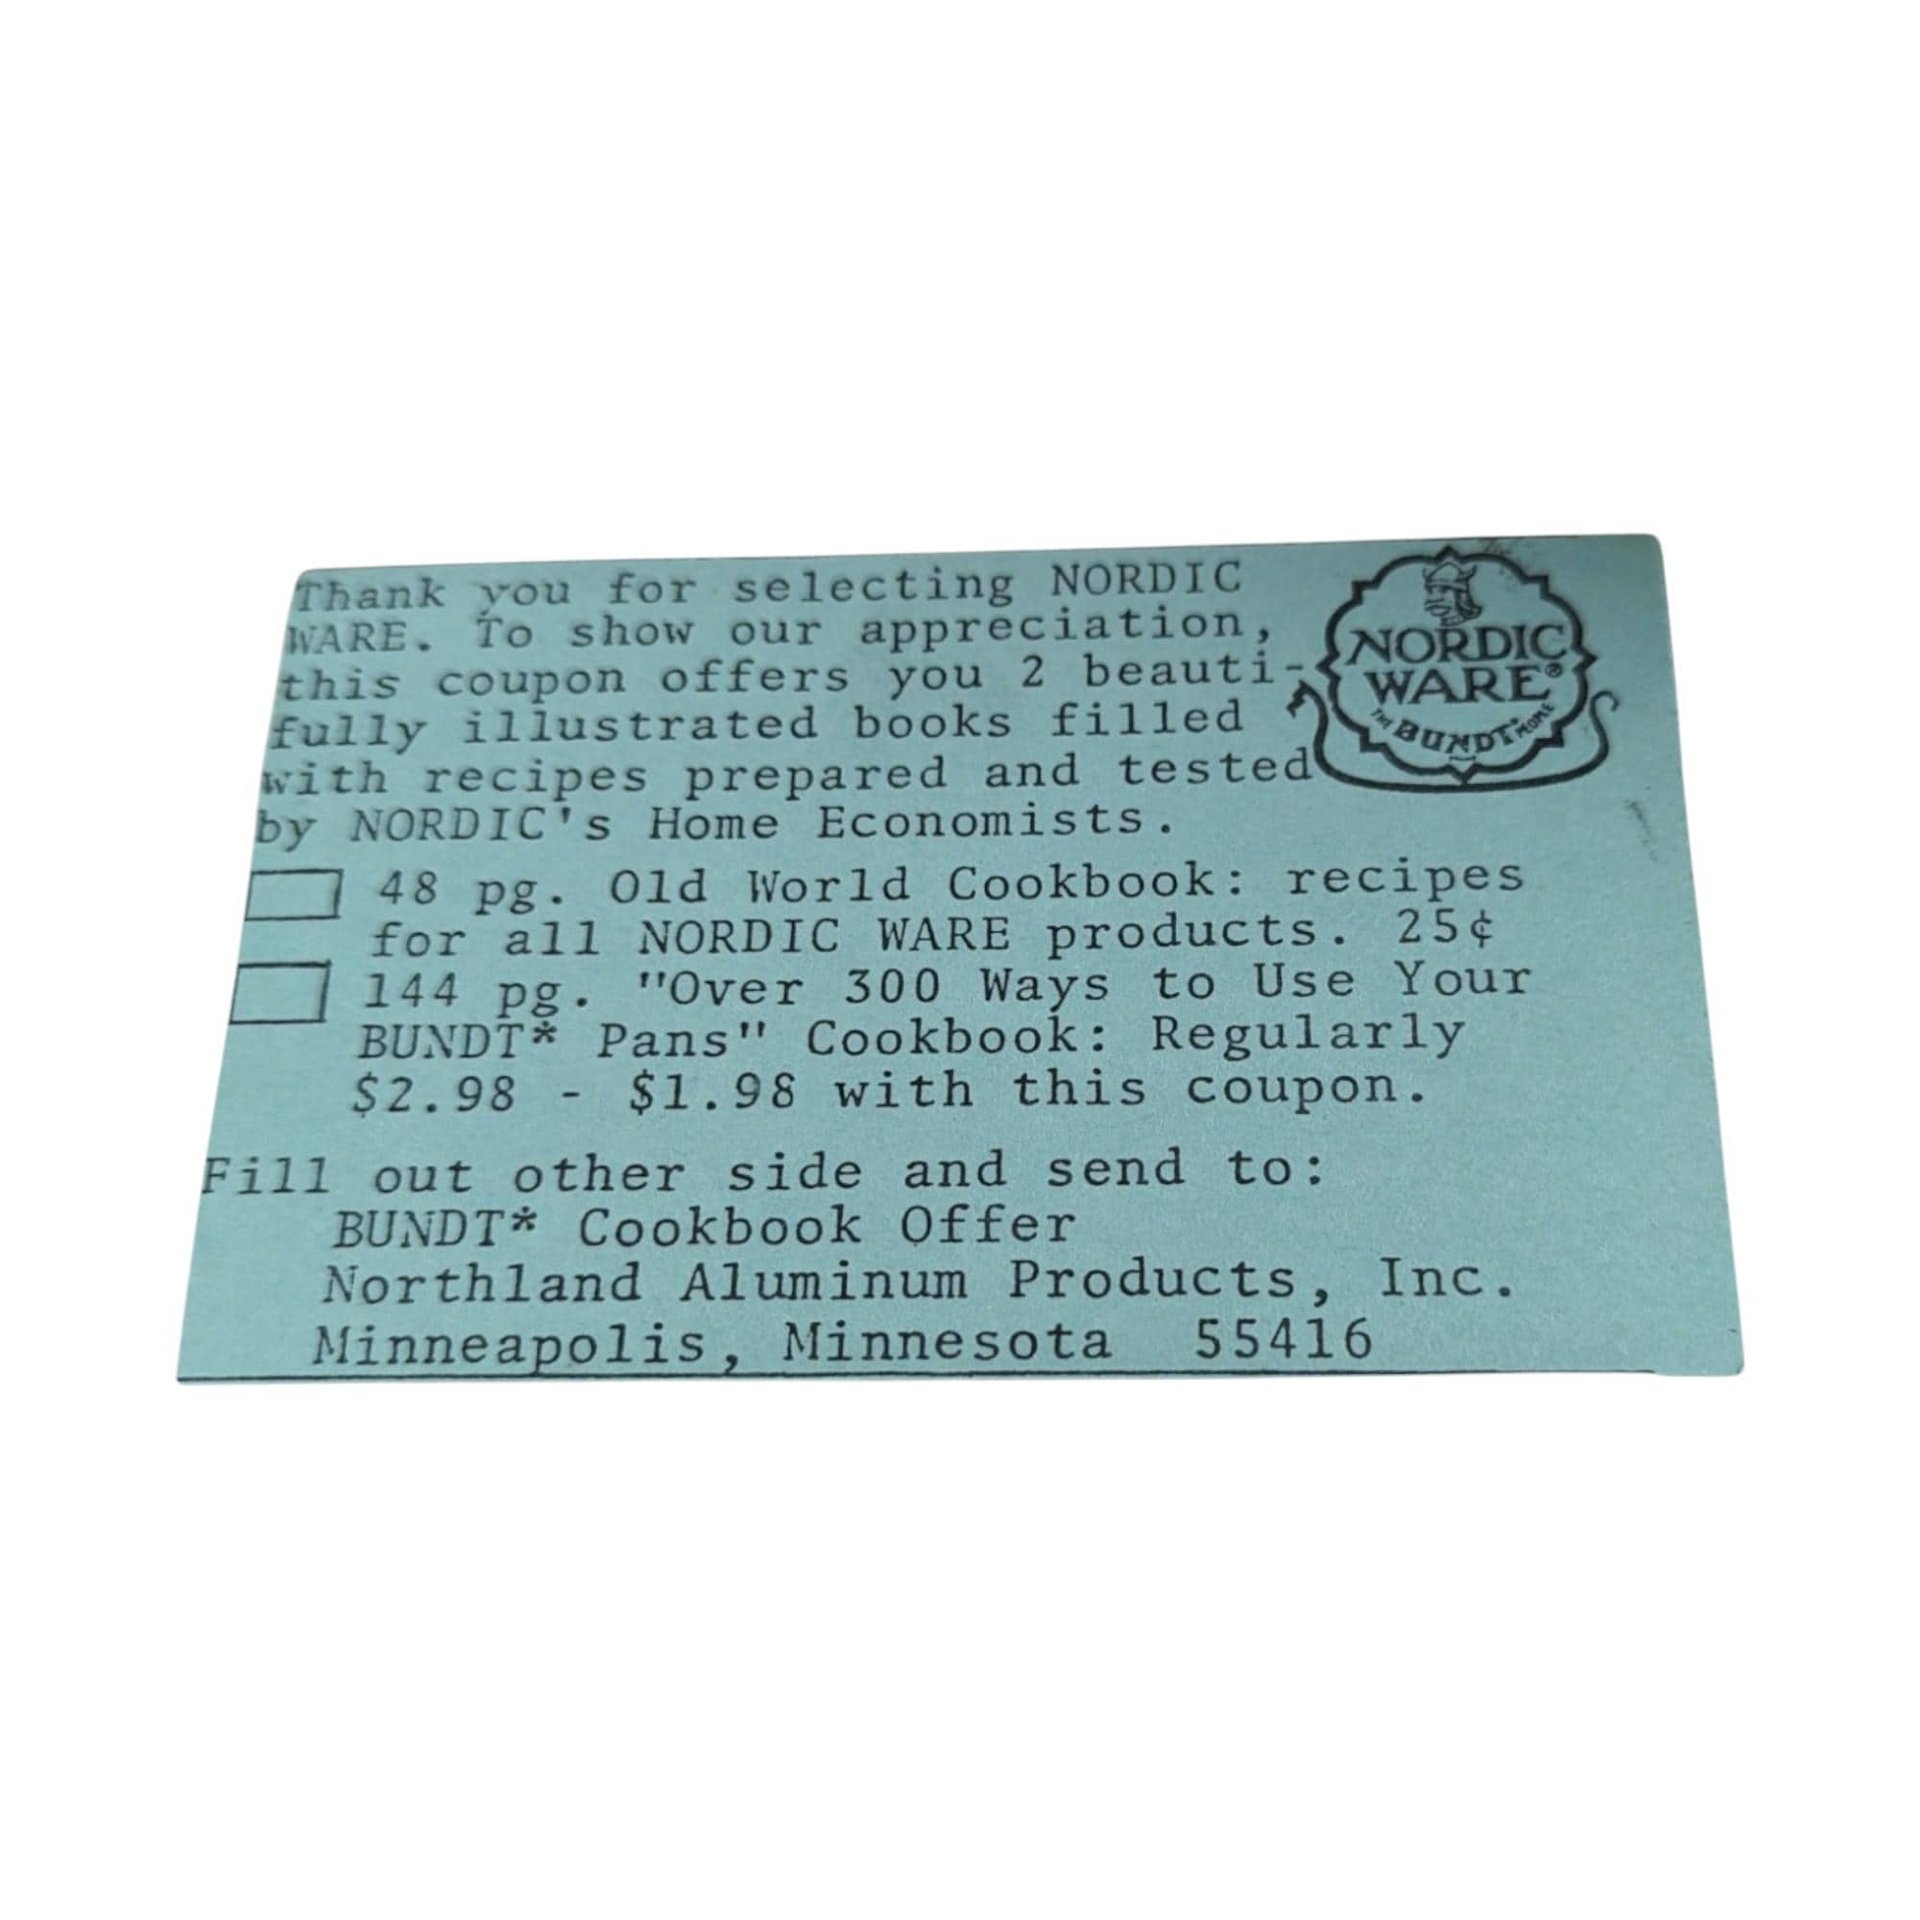 Thank you for selecting NORDIC
WARE. To show our appreciation,
this coupon offers you 2 beauti-
fully illustrated books filled
with recipes prepared and tested
by NORDIC's Home Economists.
NORDIC
WARE®
THE BUNDT* HOME
48 pg. Old World Cookbook: recipes
for all NORDIC WARE products. 25¢
144 pg. "Over 300 Ways to Use Your
BUNDT* Pans" Cookbook: Regularly
$2.98 - $1.98 with this coupon.
Fill out other side and send to:
BUNDT* Cookbook Offer
Northland Aluminum Products, Inc.
Minneapolis, Minnesota 55416